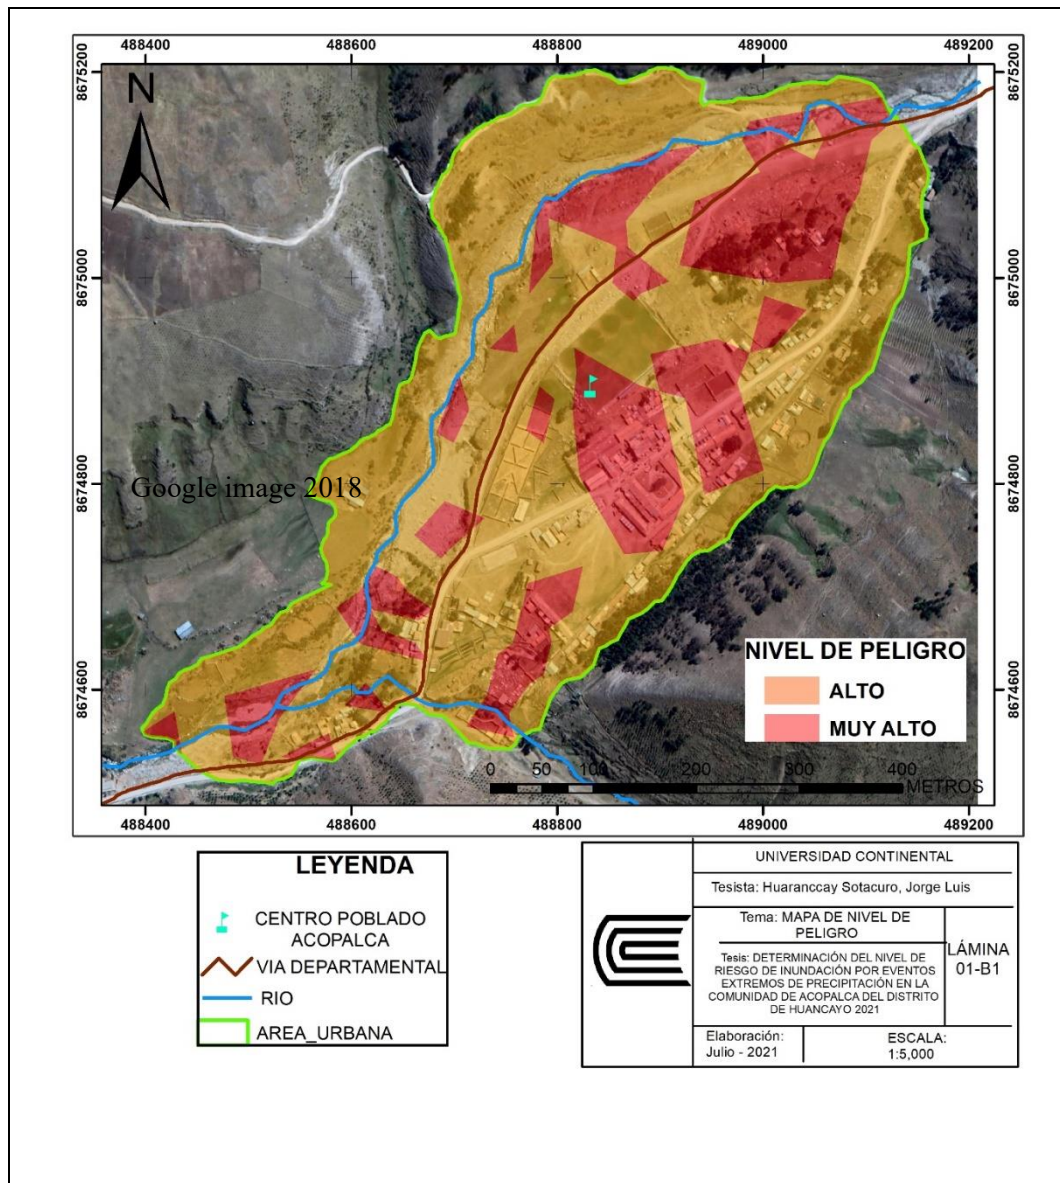 488400 488600 488800 489000 489200
8675200 8675200
N
8675000 8675000
Google image 2018
8674800 8674800
NIVEL DE PELIGRO
ALTO
MUY ALTO
8674600 8674600
0 50 100 200 300 400
METROS
488400 488600 488800 489000 489200
LEYENDA
CENTRO POBLADO
ACOPALCA
VIA DEPARTAMENTAL
RIO
AREA_URBANA
UNIVERSIDAD CONTINENTAL
Tesista: Huaranccay Sotacuro, Jorge Luis
Tema: MAPA DE NIVEL DE
PELIGRO
Tesis: DETERMINACIÓN DEL NIVEL DE
RIESGO DE INUNDACIÓN POR EVENTOS
EXTREMOS DE PRECIPITACIÓN EN LA
COMUNIDAD DE ACOPALCA DEL DISTRITO
DE HUANCAYO 2021
LÁMINA
01-B1
Elaboración:
Julio - 2021
ESCALA:
1:5,000